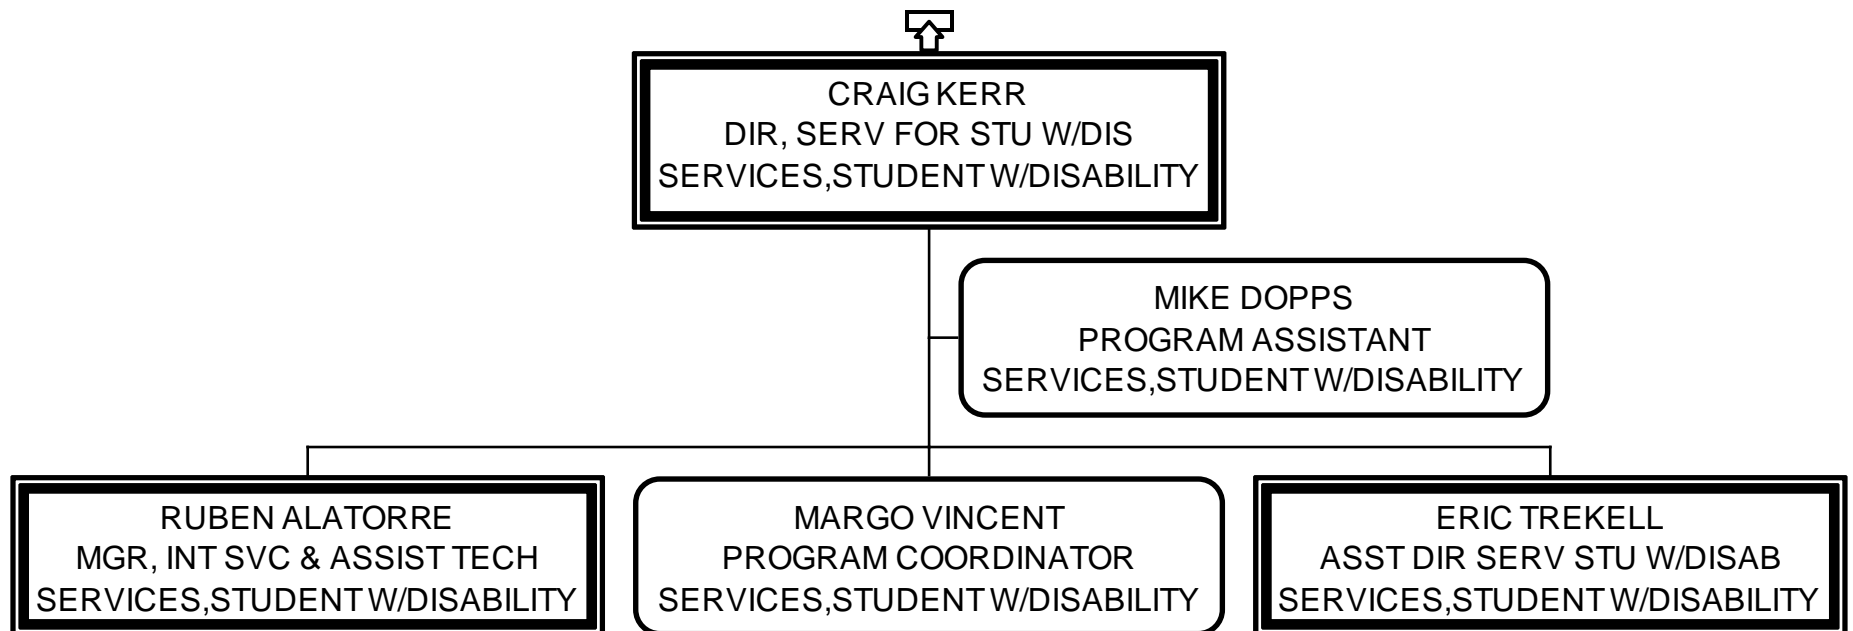 CRAIG KERR
DIR, SERV FOR STU W/DIS
SERVICES,STUDENT W/DISABILITY
MIKE DOPPS
PROGRAM ASSISTANT
SERVICES,STUDENT W/DISABILITY
RUBEN ALATORRE
MGR, INT SVC & ASSIST TECH
SERVICES,STUDENT W/DISABILITY
MARGO VINCENT
PROGRAM COORDINATOR
SERVICES,STUDENT W/DISABILITY
ERIC TREKELL
ASST DIR SERV STU W/DISAB
SERVICES,STUDENT W/DISABILITY